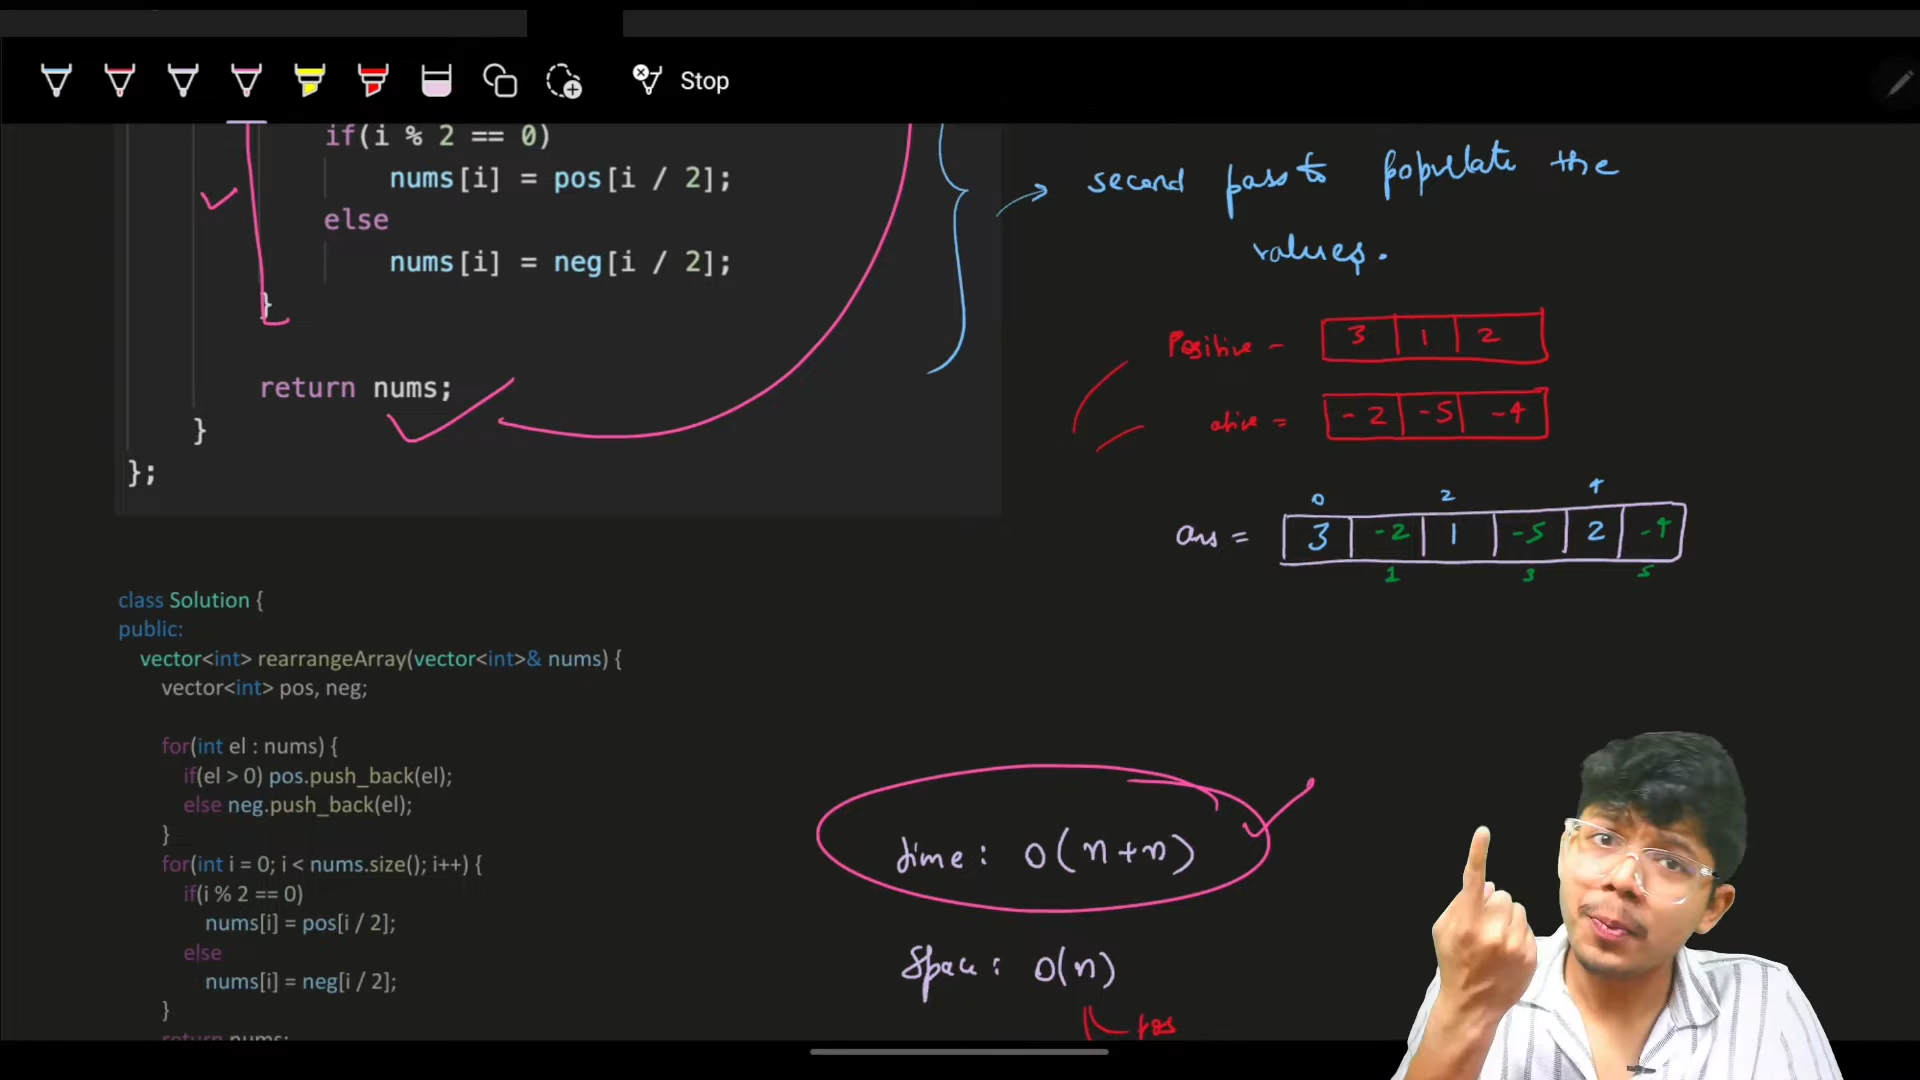 Stop
if(i % 2 == 0)
nums[i] = pos[i / 2];
else
nums[i] = neg[i / 2];
}
return nums;
}
};
second pass to populate the
values.
Positive - 3 1 2
-2 -5 -4
0 2 4
ans = 3 -2 1 -5 2 -4
1 3 5
class Solution {
public:
vector<int> rearrangeArray(vector<int>& nums) {
vector<int> pos, neg;
for(int el : nums) {
if(el > 0) pos.push_back(el);
else neg.push_back(el);
}
for(int i = 0; i < nums.size(); i++) {
if(i % 2 == 0)
nums[i] = pos[i / 2];
else
nums[i] = neg[i / 2];
}
return nums;
time: O(n+n)
Space: O(n)
pos